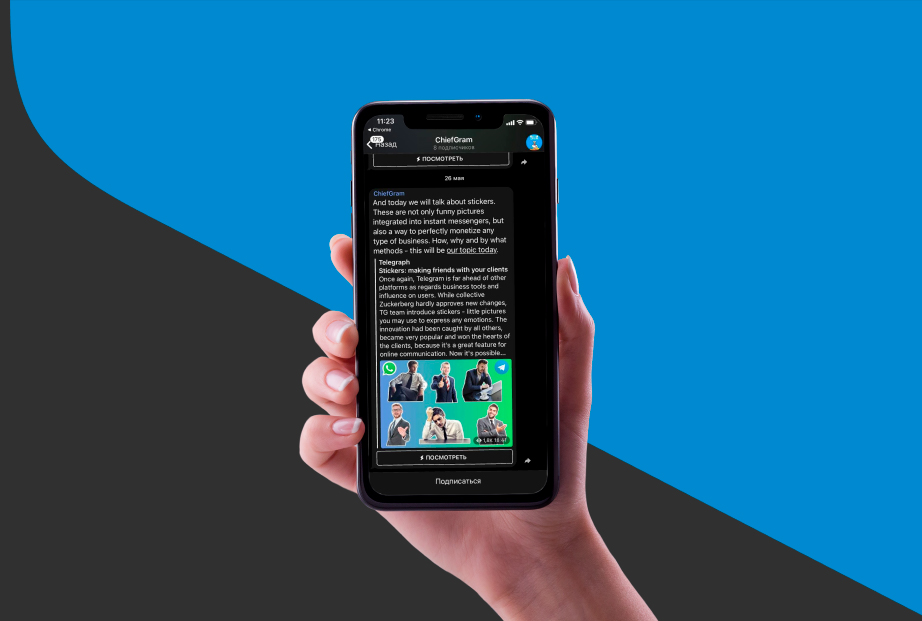 11:23
Chrome
175
Назад
ChiefGram
8 подписчиков
ПОСМОТРЕТЬ
26 мая
ChiefGram
And today we will talk about stickers.
These are not only funny pictures
integrated into instant messengers, but
also a way to perfectly monetize any
type of business. How, why and by what
methods - this will be our topic today.
Telegraph
Stickers: making friends with your clients
Once again, Telegram is far ahead of other
platforms as regards business tools and
influence on users. While collective
Zuckerberg hardly approves new changes,
TG team introduce stickers - little pictures
you may use to express any emotions. The
innovation had been caught by all others,
became very popular and won the hearts of
the clients, because it's a great feature for
online communication. Now it's possible...
1,6K 18:41
ПОСМОТРЕТЬ
Подписаться